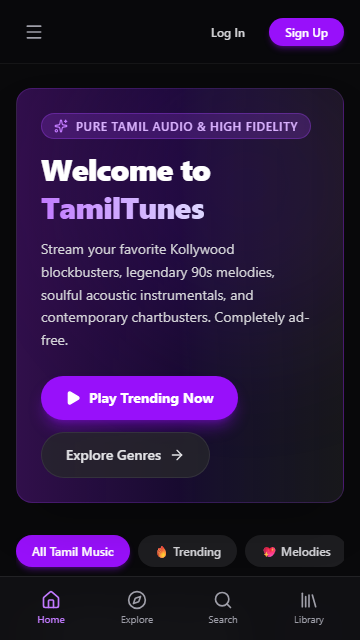 Log In
Sign Up
PURE TAMIL AUDIO & HIGH FIDELITY
Welcome to
TamilTunes
Stream your favorite Kollywood
blockbusters, legendary 90s melodies,
soulful acoustic instrumentals, and
contemporary chartbusters. Completely ad-
free.
Play Trending Now
Explore Genres
All Tamil Music
🔥 Trending
💖 Melodies
Home
Explore
Search
Library